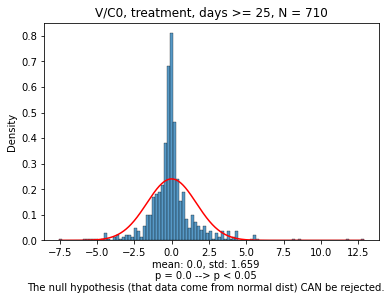 V/C0, treatment, days >= 25, N = 710
Density
0.8
0.7
0.6
0.5
0.4
0.3
0.2
0.1
0.0
−7.5 −5.0 −2.5 0.0 2.5 5.0 7.5 10.0 12.5
mean: 0.0, std: 1.659
p = 0.0 --> p < 0.05
The null hypothesis (that data come from normal dist) CAN be rejected.